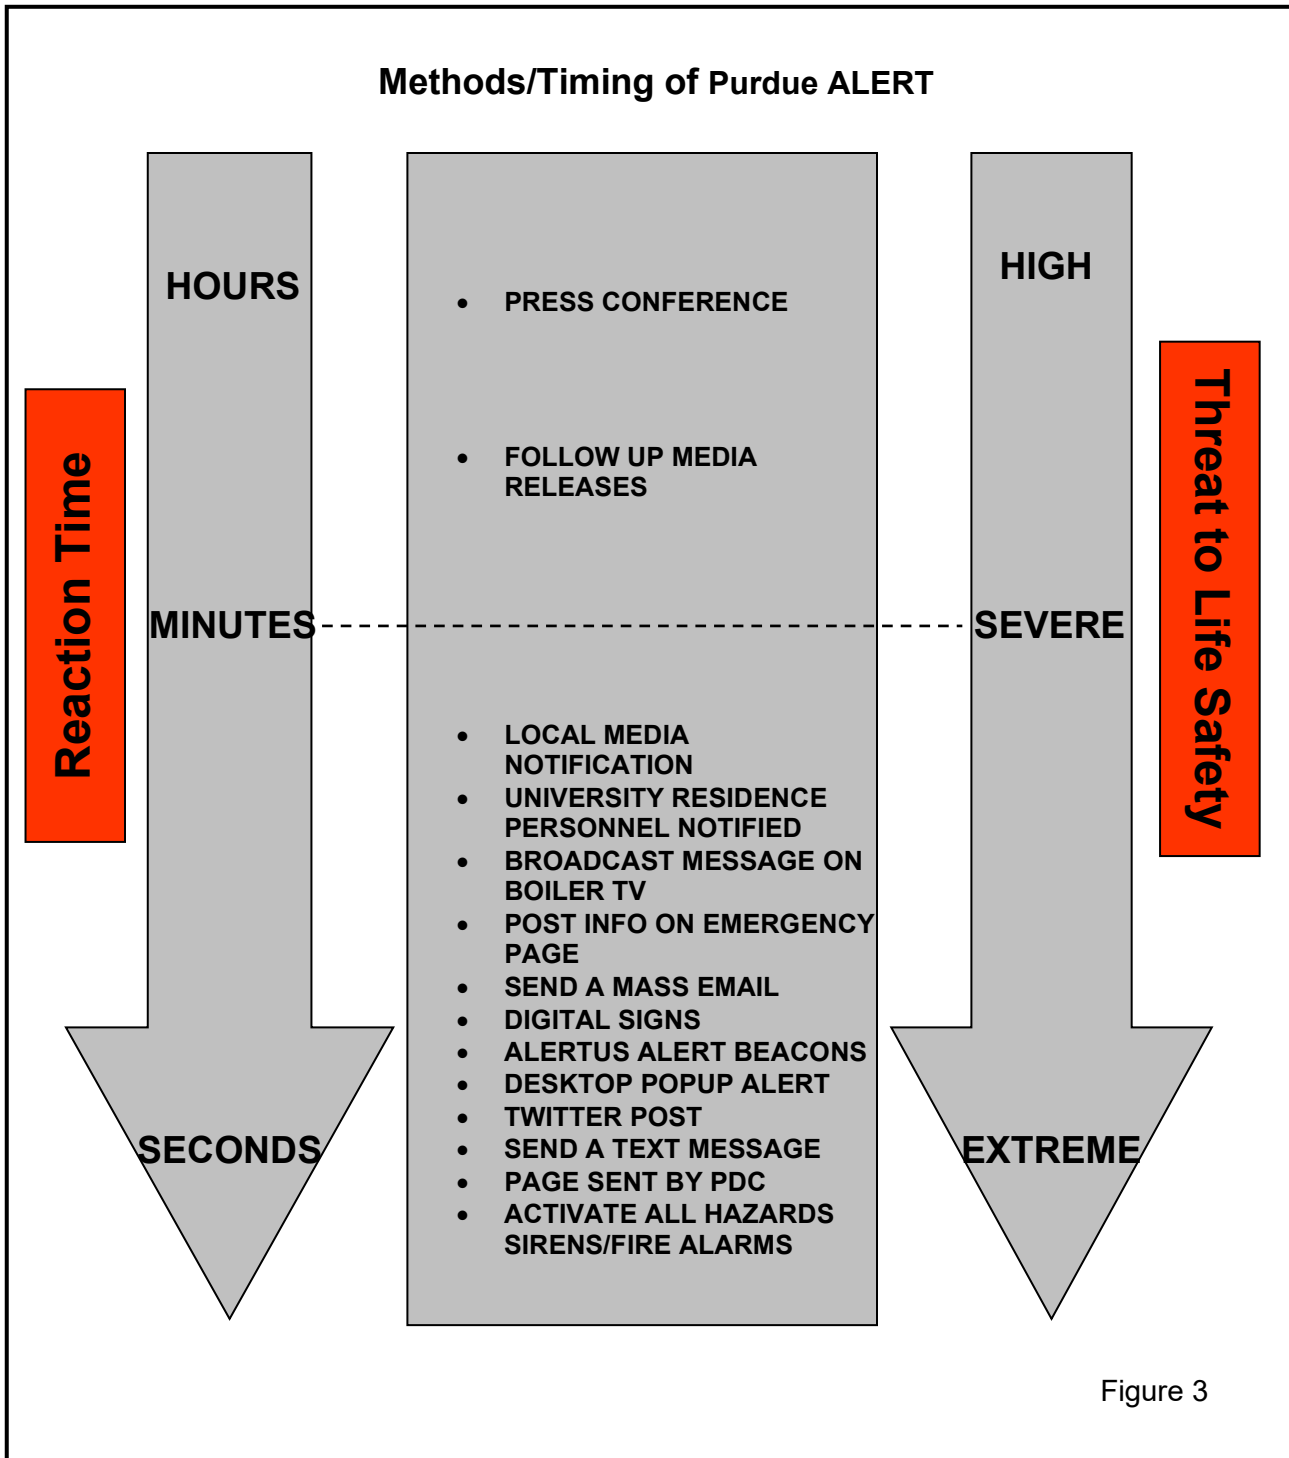 Methods/Timing of Purdue ALERT
HOURS
MINUTES
SECONDS
Reaction Time
• PRESS CONFERENCE
• FOLLOW UP MEDIA
RELEASES
• LOCAL MEDIA
NOTIFICATION
• UNIVERSITY RESIDENCE
PERSONNEL NOTIFIED
• BROADCAST MESSAGE ON
BOILER TV
• POST INFO ON EMERGENCY
PAGE
• SEND A MASS EMAIL
• DIGITAL SIGNS
• ALERTUS ALERT BEACONS
• DESKTOP POPUP ALERT
• TWITTER POST
• SEND A TEXT MESSAGE
• PAGE SENT BY PDC
• ACTIVATE ALL HAZARDS
SIRENS/FIRE ALARMS
HIGH
SEVERE
EXTREME
Threat to Life Safety
Figure 3